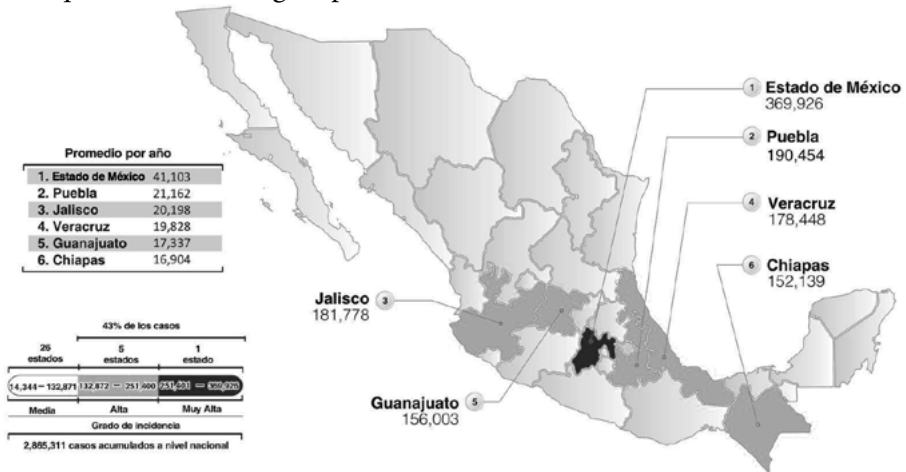 Promedio por año
1. Estado de México 41,103
2. Puebla 21,162
3. Jalisco 20,198
4. Veracruz 19,828
5. Guanajuato 17,337
6. Chiapas 16,904
1 Estado de México
369,926
2 Puebla
190,454
4 Veracruz
178,448
6 Chiapas
152,139
Jalisco 3
181,778
Guanajuato 5
156,003
43% de los casos
26 estados
5 estados
1 estado
14,344 – 132,871
132,872 – 251,400
251,401 – 369,926
Media
Alta
Muy Alta
Grado de incidencia
2,865,311 casos acumulados a nivel nacional